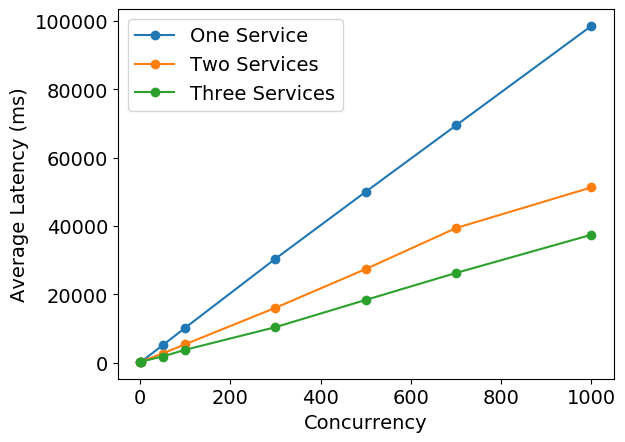 One Service
Two Services
Three Services
100000
80000
60000
40000
20000
0
Average Latency (ms)
0 200 400 600 800 1000
Concurrency